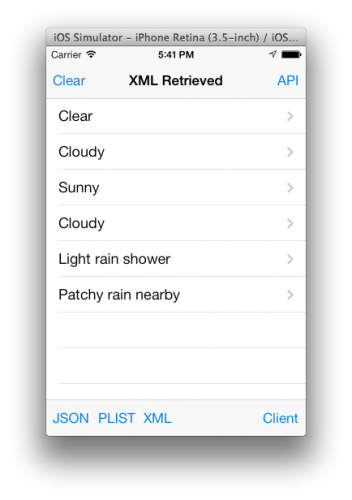 iOS Simulator - iPhone Retina (3.5-inch) / iOS...
Carrier 5:41 PM
Clear XML Retrieved API
Clear
Cloudy
Sunny
Cloudy
Light rain shower
Patchy rain nearby
JSON PLIST XML Client